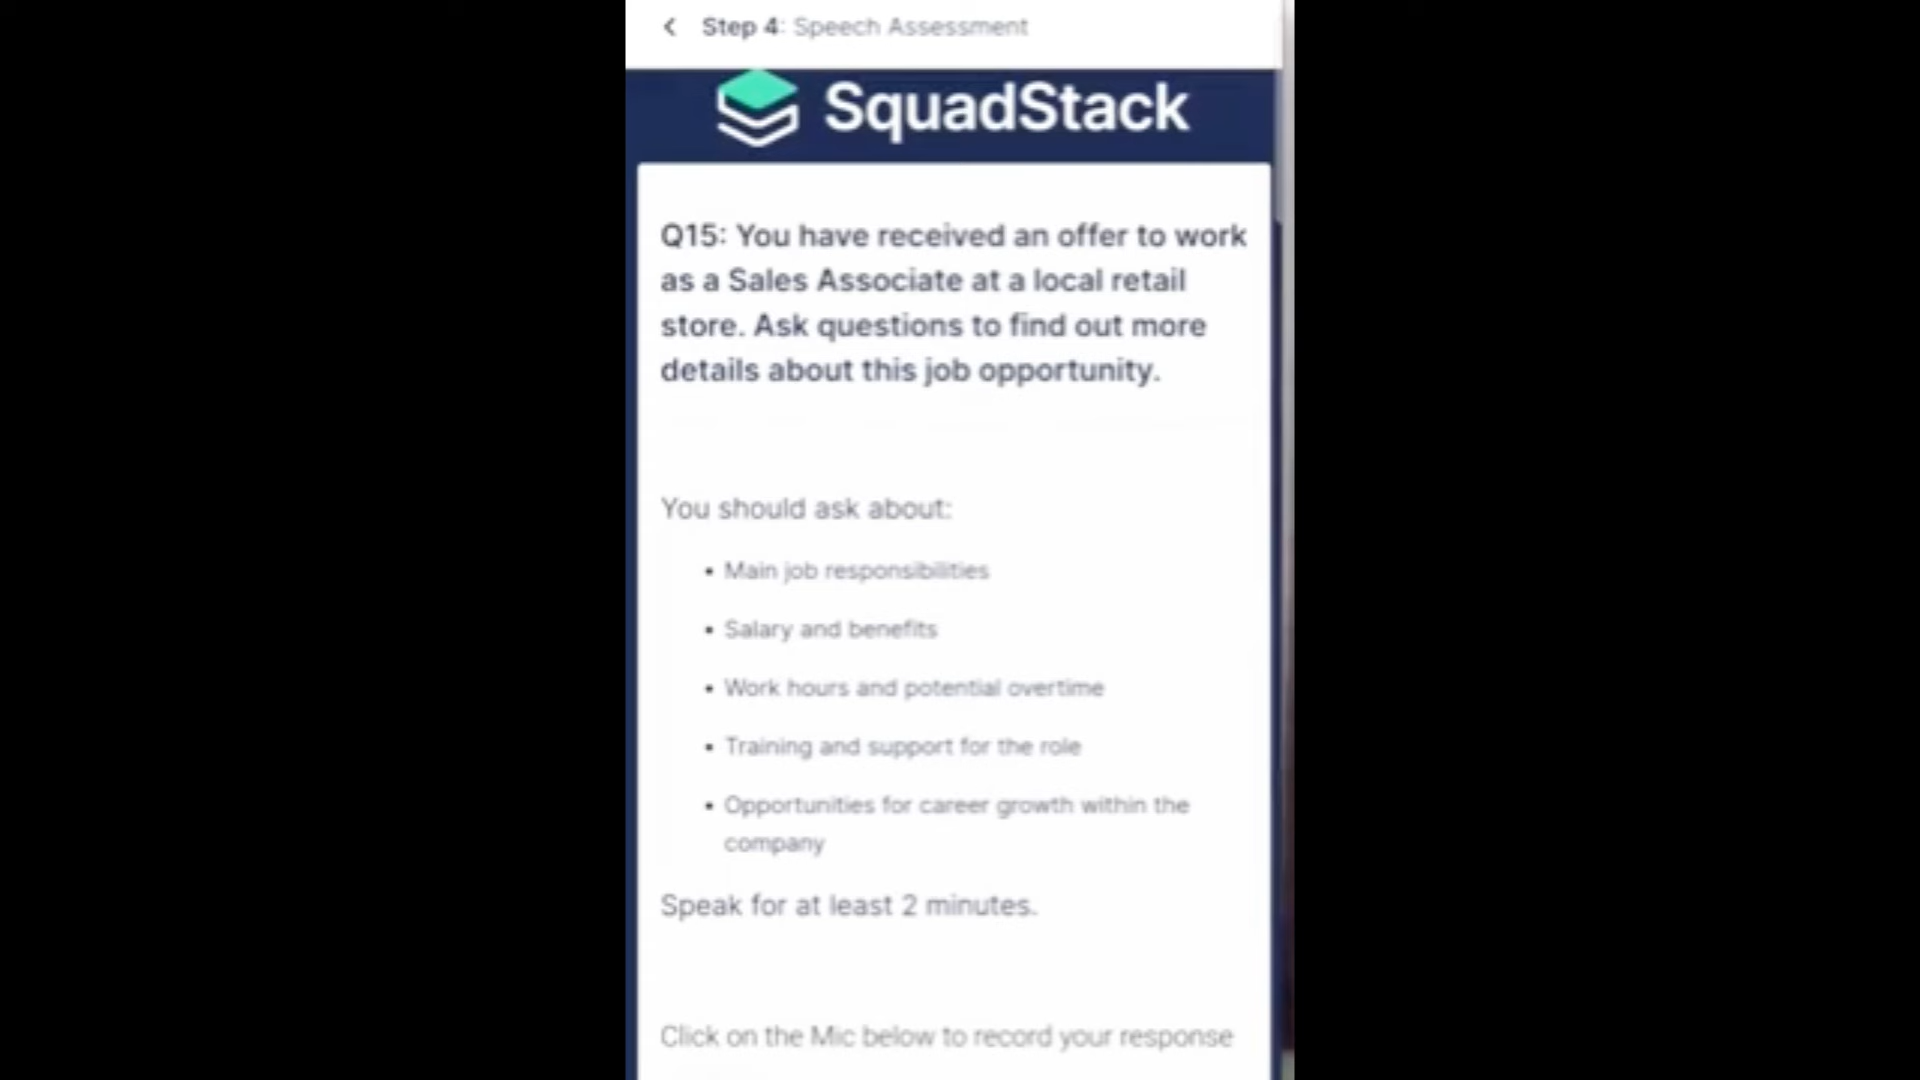 Step 4: Speech Assessment
SquadStack
Q15: You have received an offer to work
as a Sales Associate at a local retail
store. Ask questions to find out more
details about this job opportunity.
You should ask about:
• Main job responsibilities
• Salary and benefits
• Work hours and potential overtime
• Training and support for the role
• Opportunities for career growth within the
company
Speak for at least 2 minutes.
Click on the Mic below to record your response